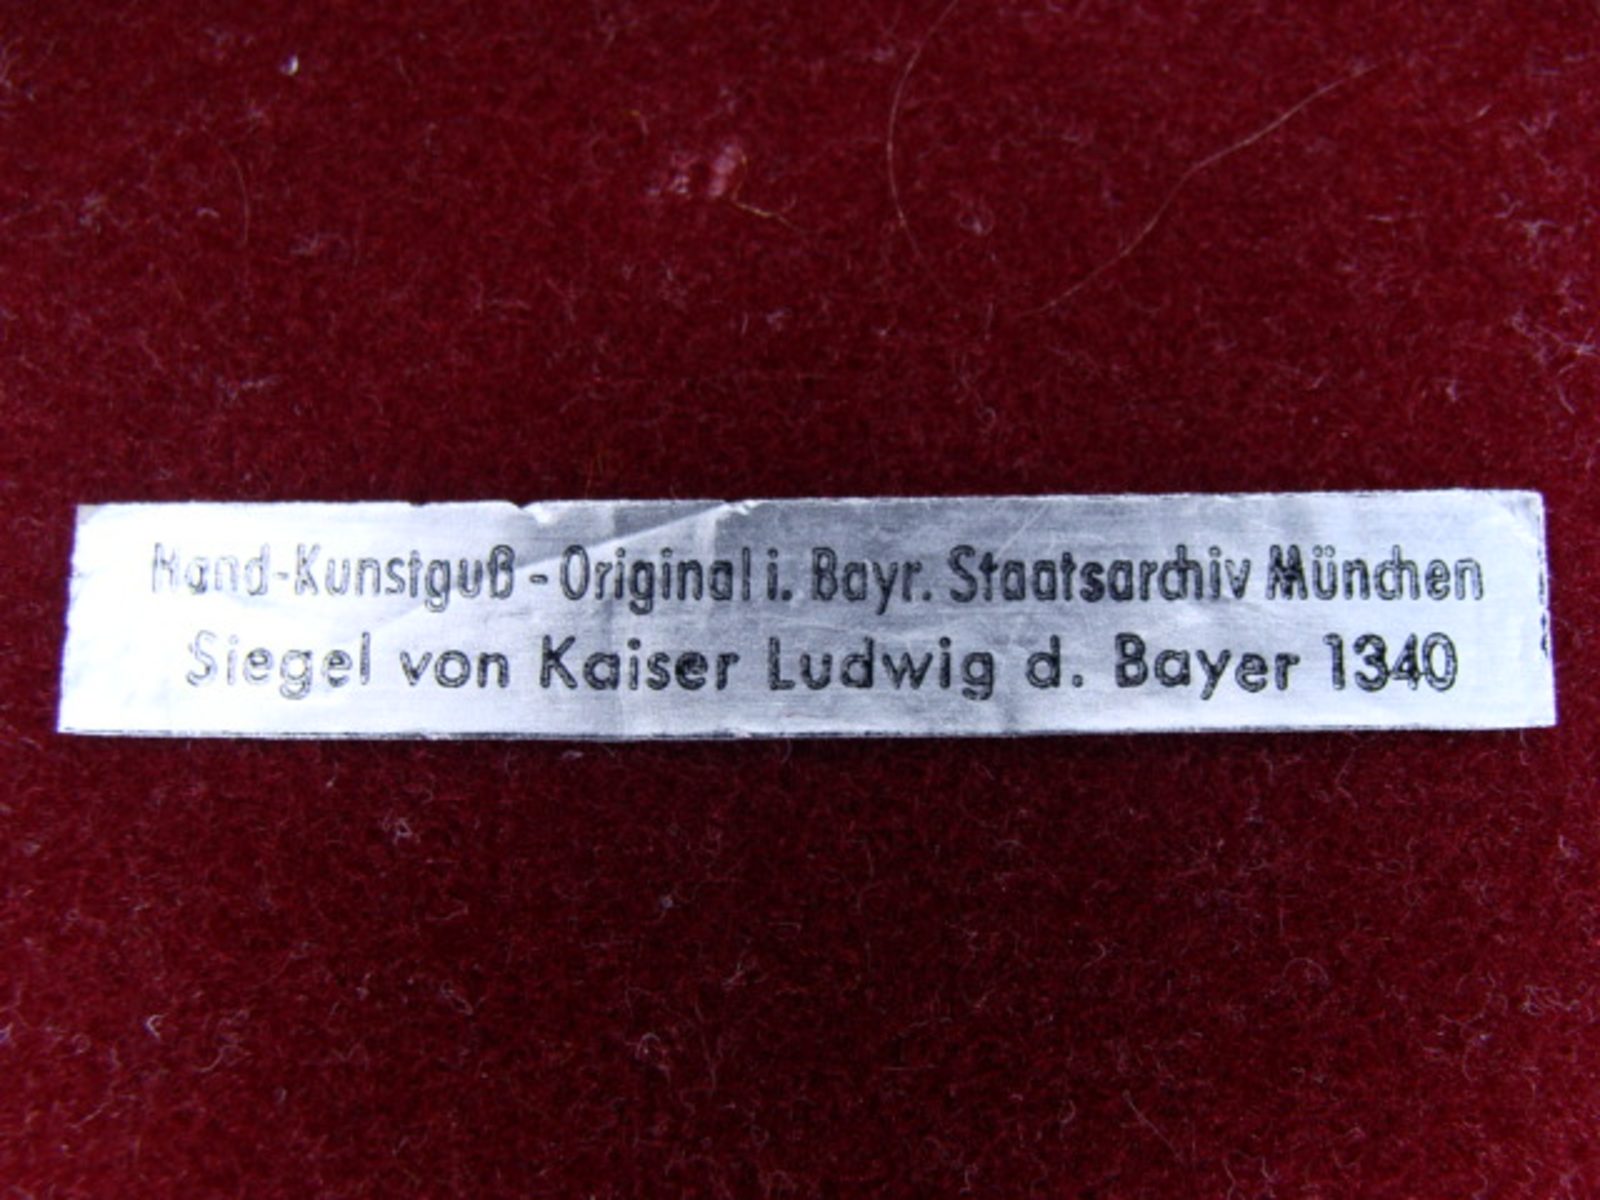 Hand-Kunstguß - Original i. Bayr. Staatsarchiv München
Siegel von Kaiser Ludwig d. Bayer 1340